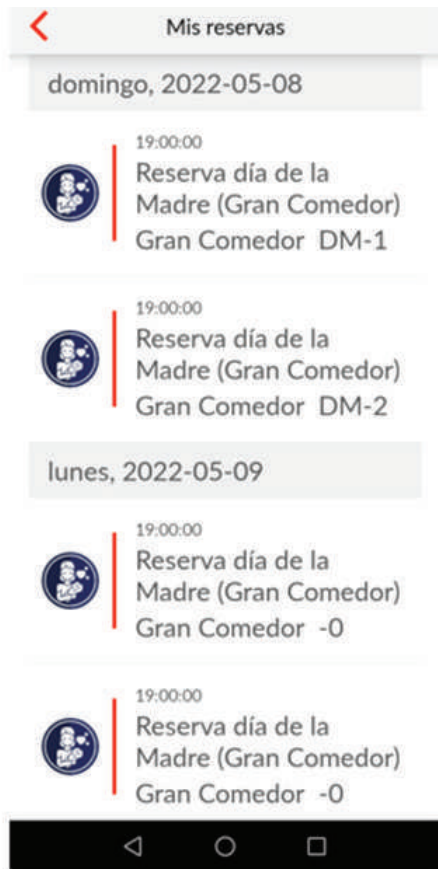 Mis reservas
domingo, 2022-05-08
19:00:00
Reserva día de la
Madre (Gran Comedor)
Gran Comedor DM-1
19:00:00
Reserva día de la
Madre (Gran Comedor)
Gran Comedor DM-2
lunes, 2022-05-09
19:00:00
Reserva día de la
Madre (Gran Comedor)
Gran Comedor -0
19:00:00
Reserva día de la
Madre (Gran Comedor)
Gran Comedor -0